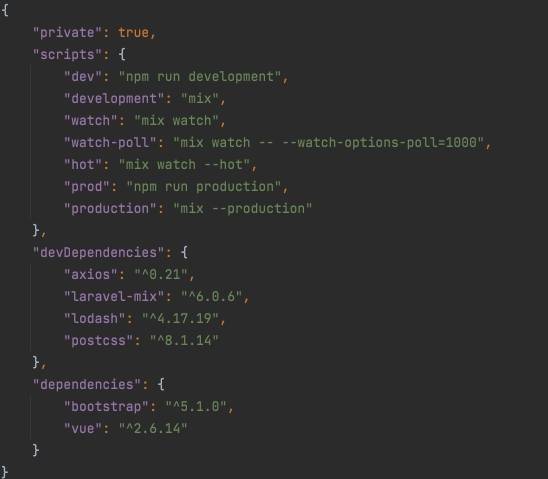 {
    "private": true,
    "scripts": {
        "dev": "npm run development",
        "development": "mix",
        "watch": "mix watch",
        "watch-poll": "mix watch -- --watch-options-poll=1000",
        "hot": "mix watch --hot",
        "prod": "npm run production",
        "production": "mix --production"
    },
    "devDependencies": {
        "axios": "^0.21",
        "laravel-mix": "^6.0.6",
        "lodash": "^4.17.19",
        "postcss": "^8.1.14"
    },
    "dependencies": {
        "bootstrap": "^5.1.0",
        "vue": "^2.6.14"
    }
}